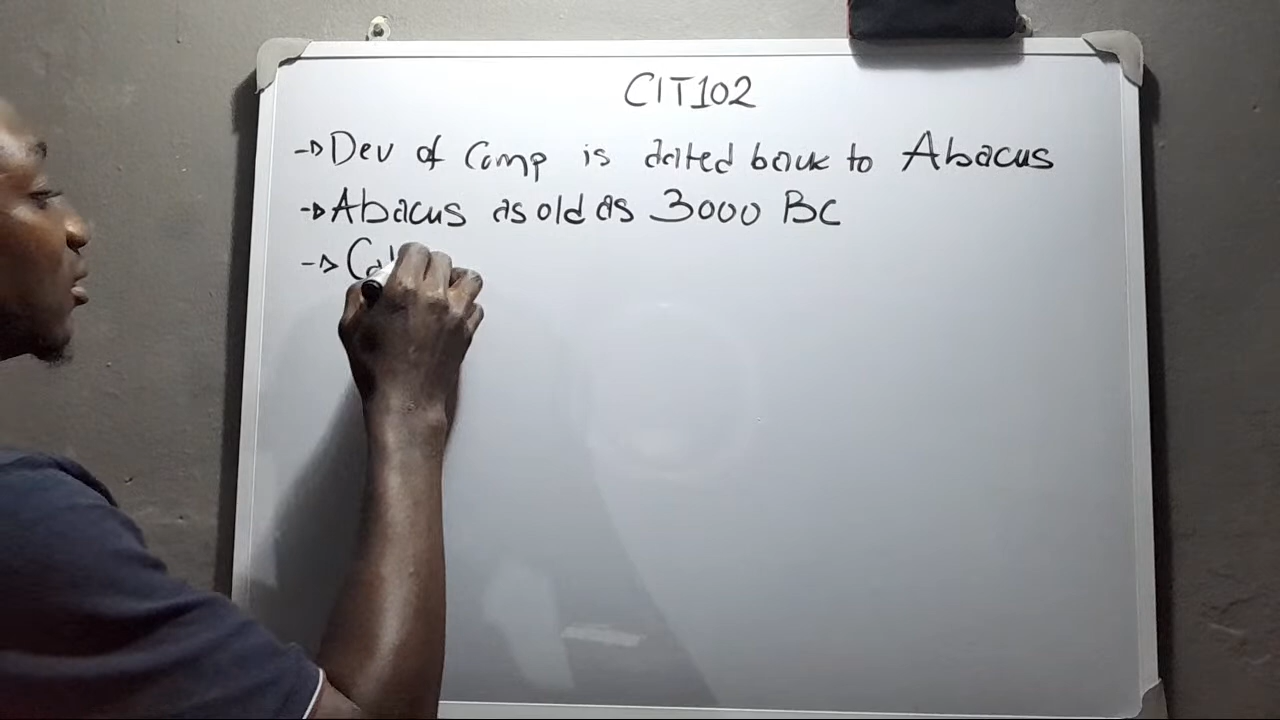 CIT102
→Dev of Comp is dated back to Abacus
→Abacus as old as 3000 BC
→